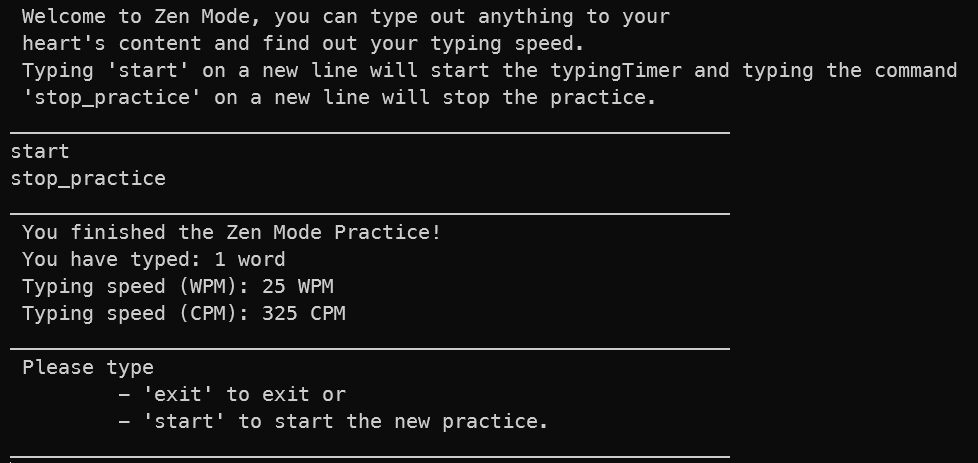 Welcome to Zen Mode, you can type out anything to your
heart's content and find out your typing speed.
Typing 'start' on a new line will start the typingTimer and typing the command
'stop_practice' on a new line will stop the practice.
start
stop_practice
You finished the Zen Mode Practice!
You have typed: 1 word
Typing speed (WPM): 25 WPM
Typing speed (CPM): 325 CPM
Please type
– 'exit' to exit or
– 'start' to start the new practice.